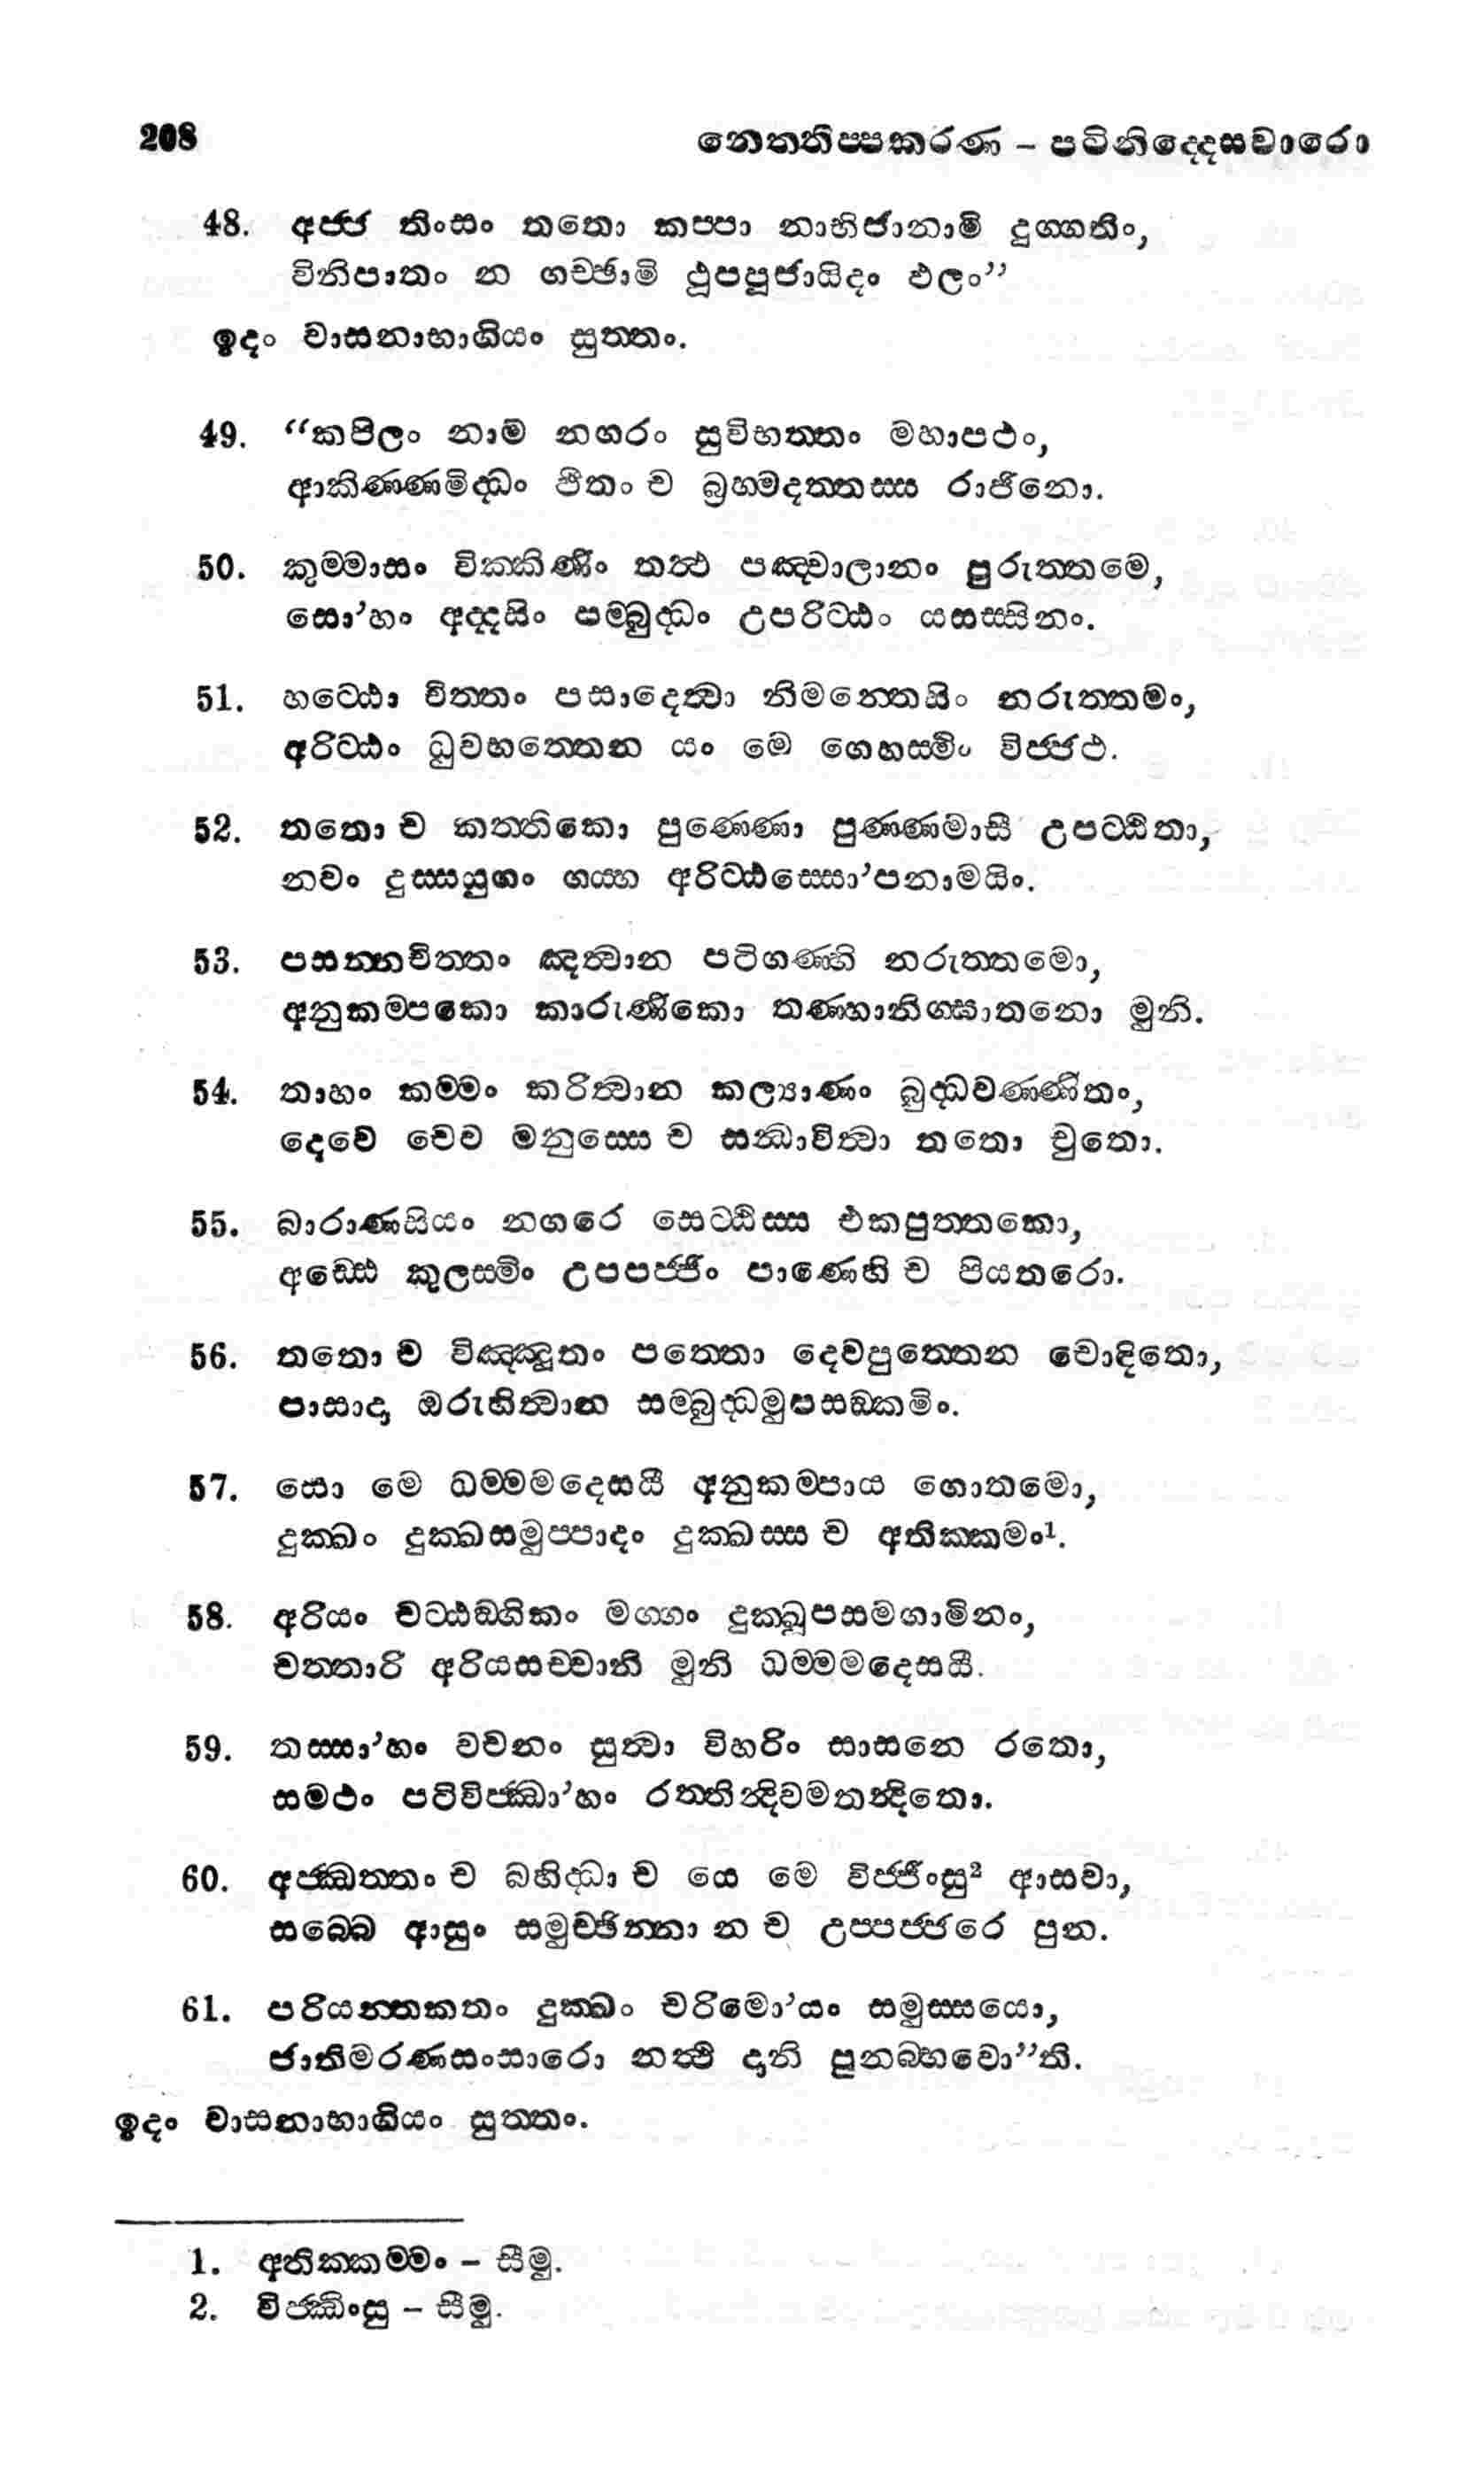 208 නෙත්තිප්පකරණ – පටිනිද්දෙසවාරො
48. අජ්ජ තිංසං තතො කප්පා නාභිජානාමි දුග්ගතිං,
විනිපාතං න ගච්ඡාමි ථූපපූජායිදං ඵලං”
ඉදං වාසනාභාගියං සුත්තං.
49. “කපිලං නාම නගරං සුවිභත්තං මහාපථං,
ආකිණ්ණමිද්ධං ඵීතං ච බ්‍රහ්මදත්තස්ස රාජිනො.
50. කුම්මාසං වික්කිණිං තත්ථ පඤ්චාලානං පුරුත්තමෙ,
සො’හං අද්දසිං සම්බුද්ධං උපරිට්ඨං යසස්සිනං.
51. හට්ඨො චිත්තං පසාදෙත්වා නිමන්තෙසිං නරුත්තමං,
අරිට්ඨං ධුවභත්තෙන යං මෙ ගෙහස්මිං විජ්ජථ.
52. තතො ච කත්තිකො පුණ්ණො පුණ්ණමාසී උපට්ඨිතා,
නවං දුස්සයුගං ගය්හ අරිට්ඨස්සො’පනාමයිං.
53. පසන්නචිත්තං ඤත්වාන පටිගණ්හි නරුත්තමො,
අනුකම්පකො කාරුණිකො තණ්හානිග්ඝාතනො මුනි.
54. තාහං කම්මං කරිත්වාන කල්‍යාණං බුද්ධවණ්ණිතං,
දෙවෙ චෙව මනුස්සෙ ච සන්ධාවිත්වා තතො චුතො.
55. බාරාණසියං නගරෙ සෙට්ඨිස්ස එකපුත්තකො,
අඩ්ඪෙ කුලස්මිං උපපජ්ජිං පාණෙහි ච පියතරො.
56. තතො ච විඤ්ඤූතං පත්තො දෙවපුත්තෙන චොදිතො,
පාසාදා ඔරුහිත්වාන සම්බුද්ධමුපසඞ්කමිං.
57. සො මෙ ධම්මමදෙසයී අනුකම්පාය ගොතමො,
දුක්ඛං දුක්ඛසමුප්පාදං දුක්ඛස්ස ච අතික්කමං¹.
58. අරියං චට්ඨඞ්ගිකං මග්ගං දුක්ඛූපසමගාමිනං,
චත්තාරි අරියසච්චානි මුනි ධම්මමදෙසයී.
59. තස්සා’හං වචනං සුත්වා විහරිං සාසනෙ රතො,
සමථං පටිවිජ්ඣා’හං රත්තින්දිවමතන්දිතො.
60. අජ්ඣත්තං ච බහිද්ධා ච යෙ මෙ විජ්ජිංසු² ආසවා,
සබ්බෙ ආසුං සමුච්ඡින්නා න ච උප්පජ්ජරෙ පුන.
61. පරියන්තකතං දුක්ඛං චරිමො’යං සමුස්සයො,
ජාතිමරණසංසාරො නත්ථි දානි පුනබ්භවො”ති.
ඉදං වාසනාභාගියං සුත්තං.
1. අතික්කම්මං – සීමු.
2. විජ්ඣිංසු – සීමු.